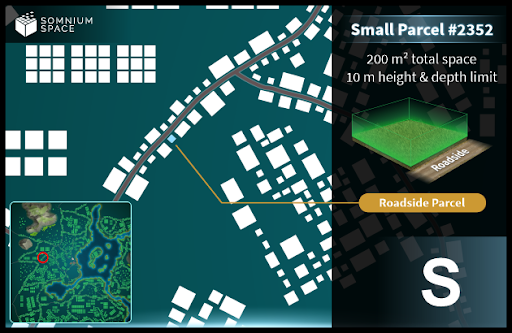 SOMNIUM
SPACE
Small Parcel #2352
200 m² total space
10 m height & depth limit
Roadside
Roadside Parcel
S